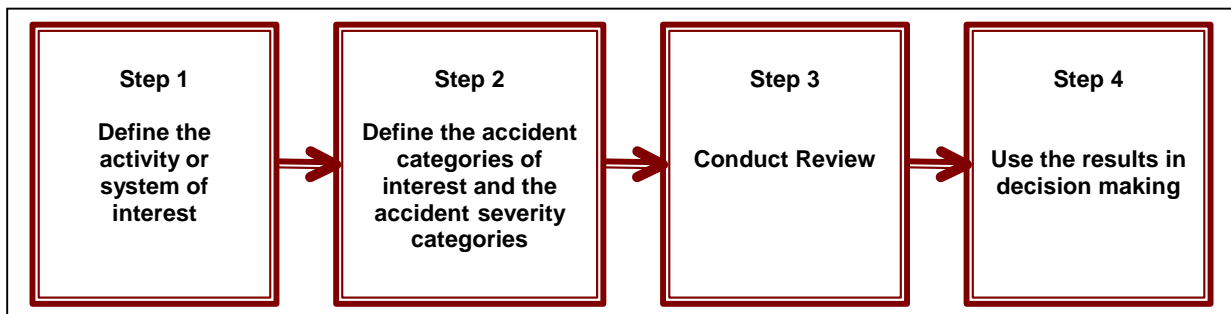 Step 1
Define the
activity or
system of
interest
Step 2
Define the accident
categories of
interest and the
accident severity
categories
Step 3
Conduct Review
Step 4
Use the results in
decision making